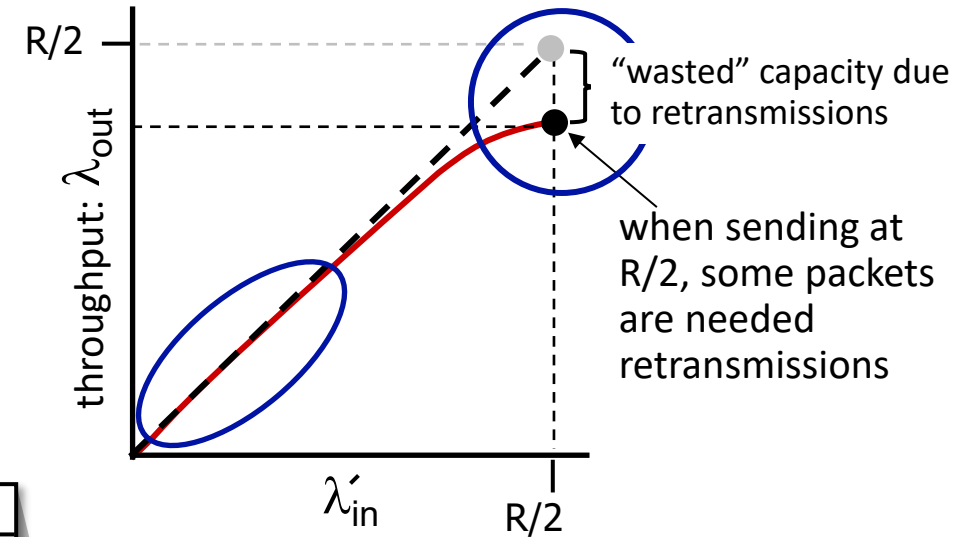 R/2
“wasted” capacity due
to retransmissions
throughput: λout
when sending at
R/2, some packets
are needed
retransmissions
λ′in
R/2